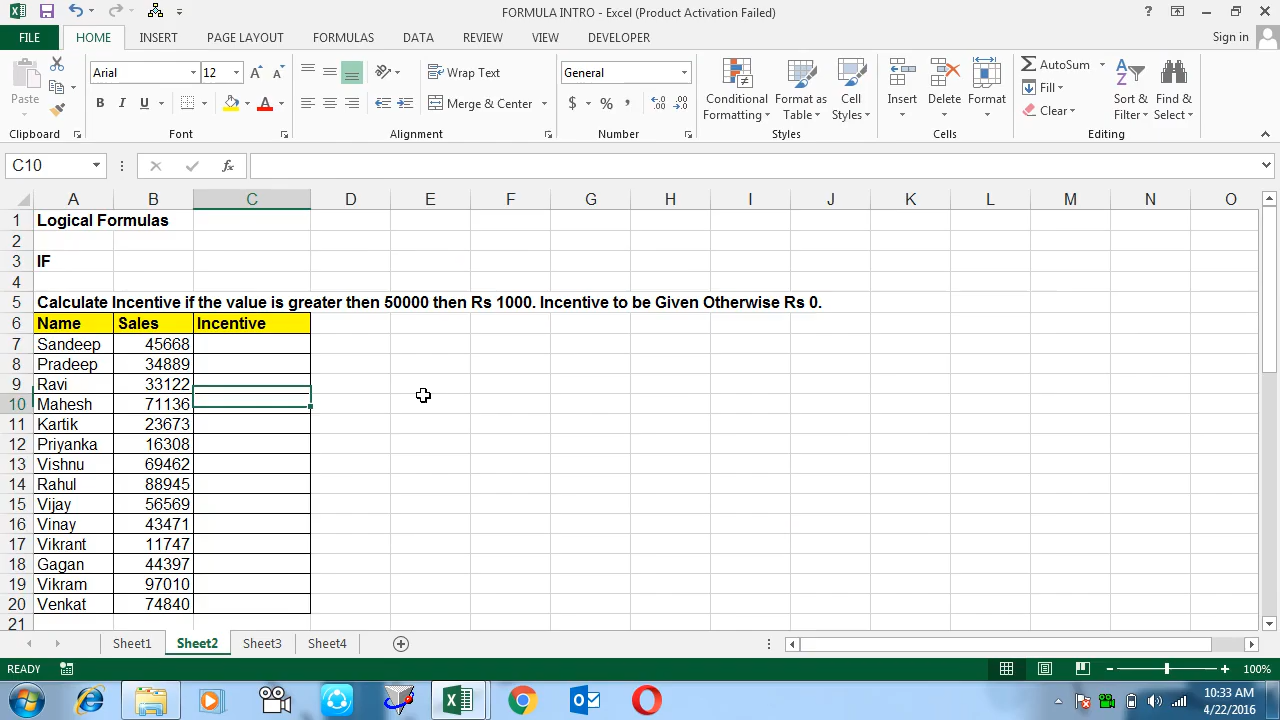 FORMULA INTRO - Excel (Product Activation Failed)
FILE HOME INSERT PAGE LAYOUT FORMULAS DATA REVIEW VIEW DEVELOPER Sign in
Paste
Arial 12
B I U
Wrap Text
Merge & Center
General
$ % ,
Conditional Formatting
Format as Table
Cell Styles
Insert Delete Format
AutoSum
Fill
Clear
Sort & Filter
Find & Select
Clipboard Font Alignment Number Styles Cells Editing
C10 fx
A B C D E F G H I J K L M N O
1 Logical Formulas
2
3 IF
4
5 Calculate Incentive if the value is greater then 50000 then Rs 1000. Incentive to be Given Otherwise Rs 0.
6 Name Sales Incentive
7 Sandeep 45668
8 Pradeep 34889
9 Ravi 33122
10 Mahesh 71136
11 Kartik 23673
12 Priyanka 16308
13 Vishnu 69462
14 Rahul 88945
15 Vijay 56569
16 Vinay 43471
17 Vikrant 11747
18 Gagan 44397
19 Vikram 97010
20 Venkat 74840
21
Sheet1 Sheet2 Sheet3 Sheet4
READY 100%
10:33 AM
4/22/2016